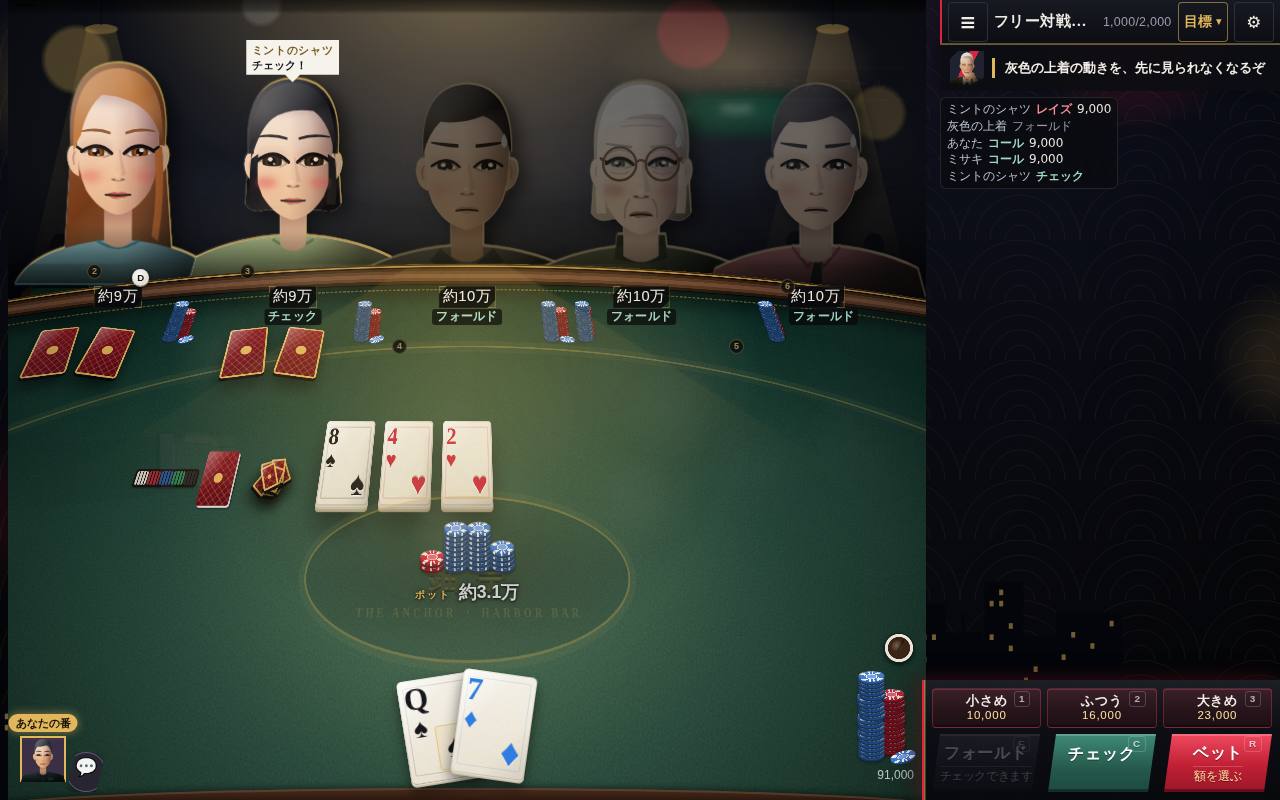 ミントのシャツ
チェック！
2
D
3
6
約9万
約9万
チェック
約10万
フォールド
約10万
フォールド
約10万
フォールド
4
5
8
4
2
ポット 約3.1万
THE ANCHOR · HARBOR BAR
Q
7
あなたの番
91,000
フリー対戦…
1,000/2,000
目標▾
灰色の上着の動きを、先に見られなくなるぞ
ミントのシャツ レイズ 9,000
灰色の上着 フォールド
あなた コール 9,000
ミサキ コール 9,000
ミントのシャツ チェック
小さめ 1
10,000
ふつう 2
16,000
大きめ 3
23,000
フォールド F
チェックできます
チェック C
ベット R
額を選ぶ